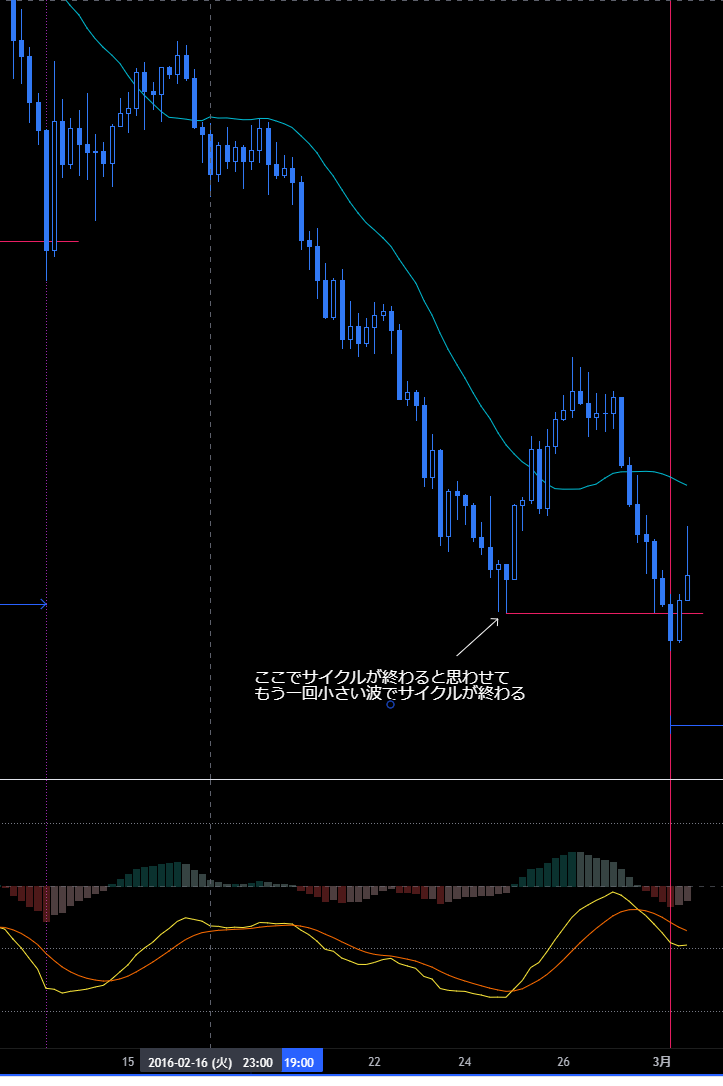 ここでサイクルが終わると思わせて
もう一回小さい波でサイクルが終わる
15 2016-02-16 (火) 23:00 19:00 22 24 26 3月